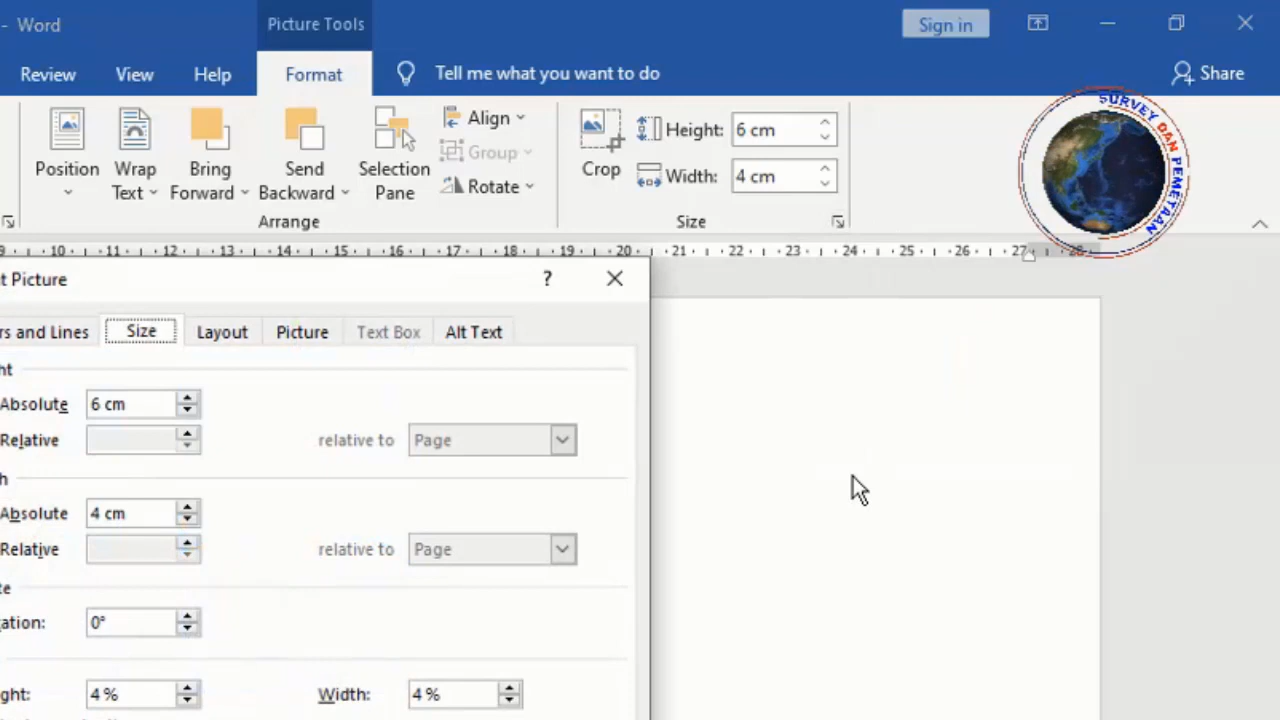 - Word
Picture Tools
Sign in
Review View Help Format Tell me what you want to do Share
Position
Wrap Text
Bring Forward
Send Backward
Selection Pane
Align
Group
Rotate
Crop
Height: 6 cm
Width: 4 cm
Arrange
Size
SURVEY DAN PEMETAAN
9 10 11 12 13 14 15 16 17 18 19 20 21 22 23 24 25 26 27 28
t Picture ?
rs and Lines Size Layout Picture Text Box Alt Text
ht
Absolute 6 cm
Relative relative to Page
h
Absolute 4 cm
Relative relative to Page
te
ation: 0°
ght: 4 % Width: 4 %